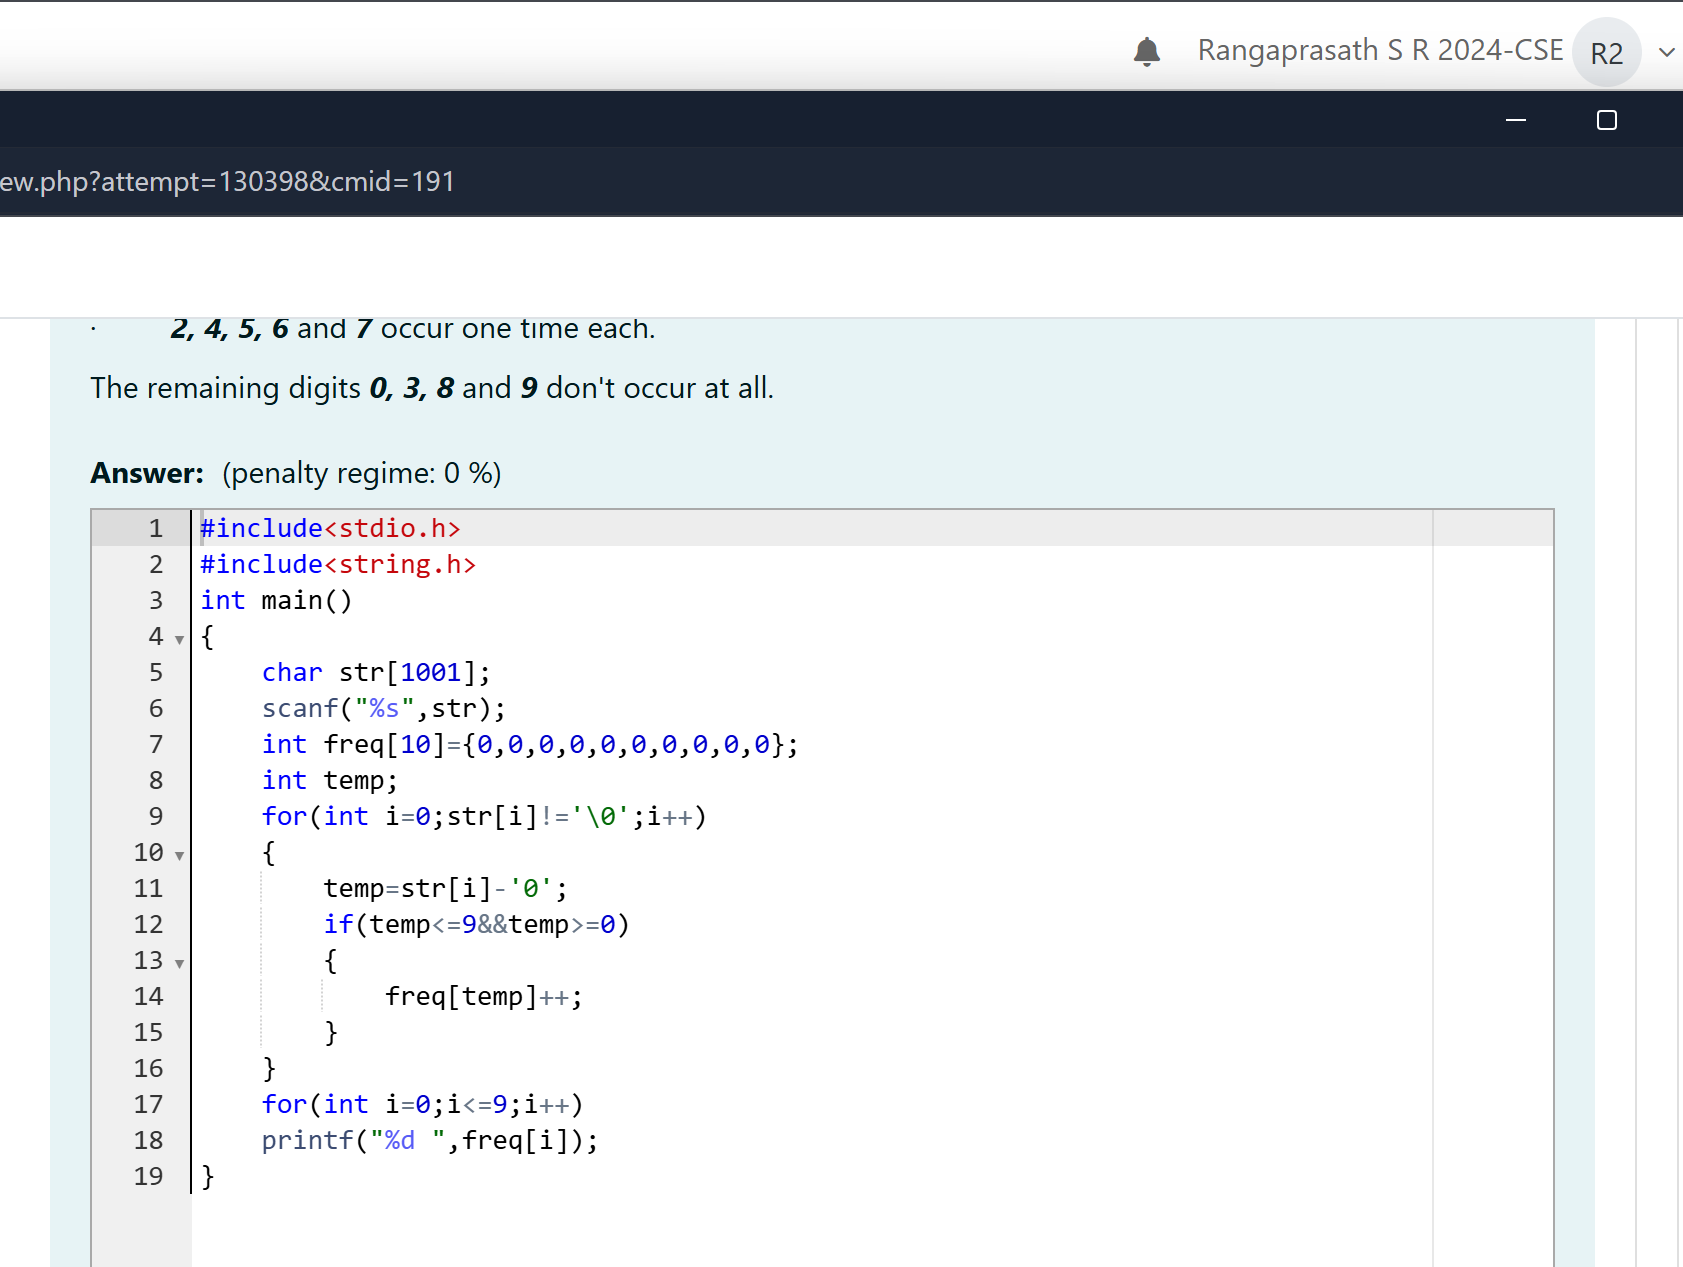 Rangaprasath S R 2024-CSE R2
ew.php?attempt=130398&cmid=191
· 2, 4, 5, 6 and 7 occur one time each.
The remaining digits 0, 3, 8 and 9 don't occur at all.
Answer: (penalty regime: 0 %)
1 #include<stdio.h>
2 #include<string.h>
3 int main()
4 {
5     char str[1001];
6     scanf("%s",str);
7     int freq[10]={0,0,0,0,0,0,0,0,0,0};
8     int temp;
9     for(int i=0;str[i]!='\0';i++)
10     {
11         temp=str[i]-'0';
12         if(temp<=9&&temp>=0)
13         {
14             freq[temp]++;
15         }
16     }
17     for(int i=0;i<=9;i++)
18     printf("%d ",freq[i]);
19 }